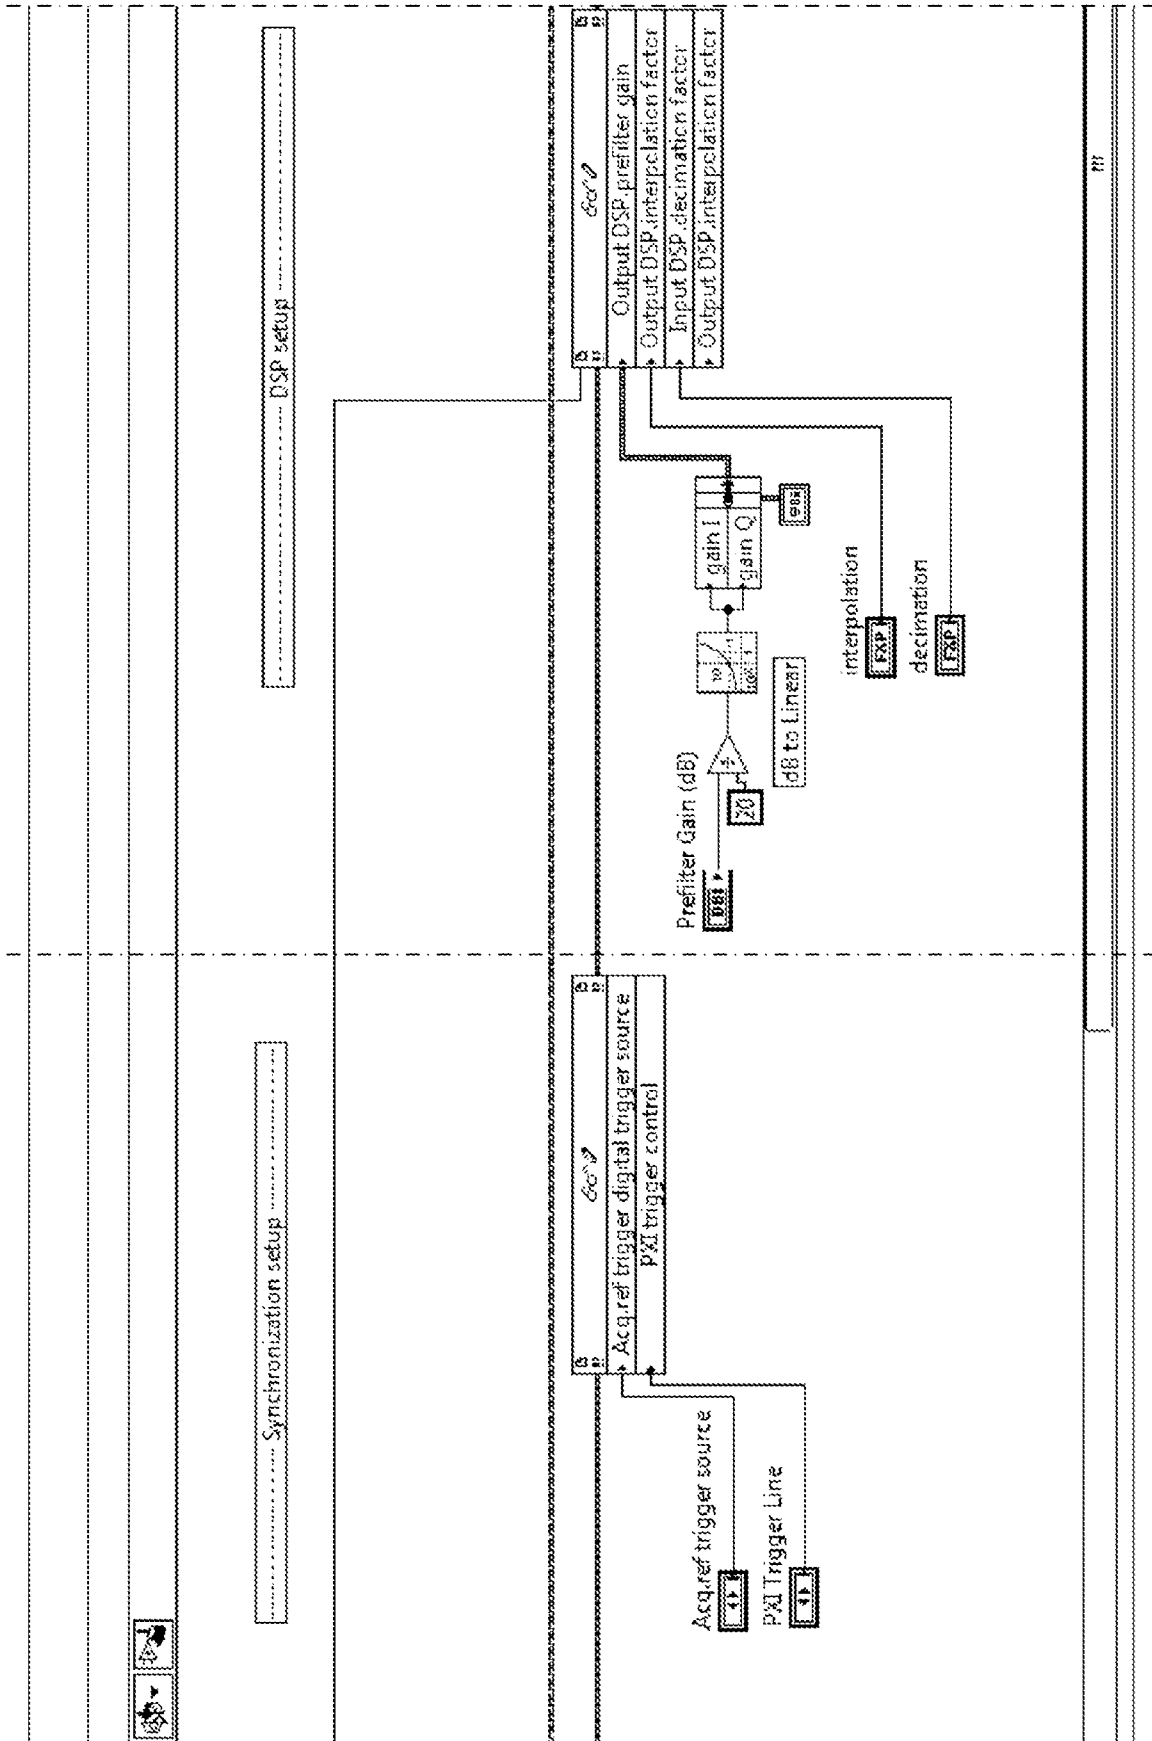 Synchronization setup
Acq.ref trigger digital trigger source
PXI trigger control
Acq.ref trigger source
PXI Trigger Line
DSP setup
Output DSP.prefilter gain
Output DSP.interpolation factor
Input DSP.decimation factor
Output DSP.interpolation factor
Prefilter Gain (dB)
DBl
20
dB to Linear
gain I
gain Q
interpolation
FXP
decimation
FXP